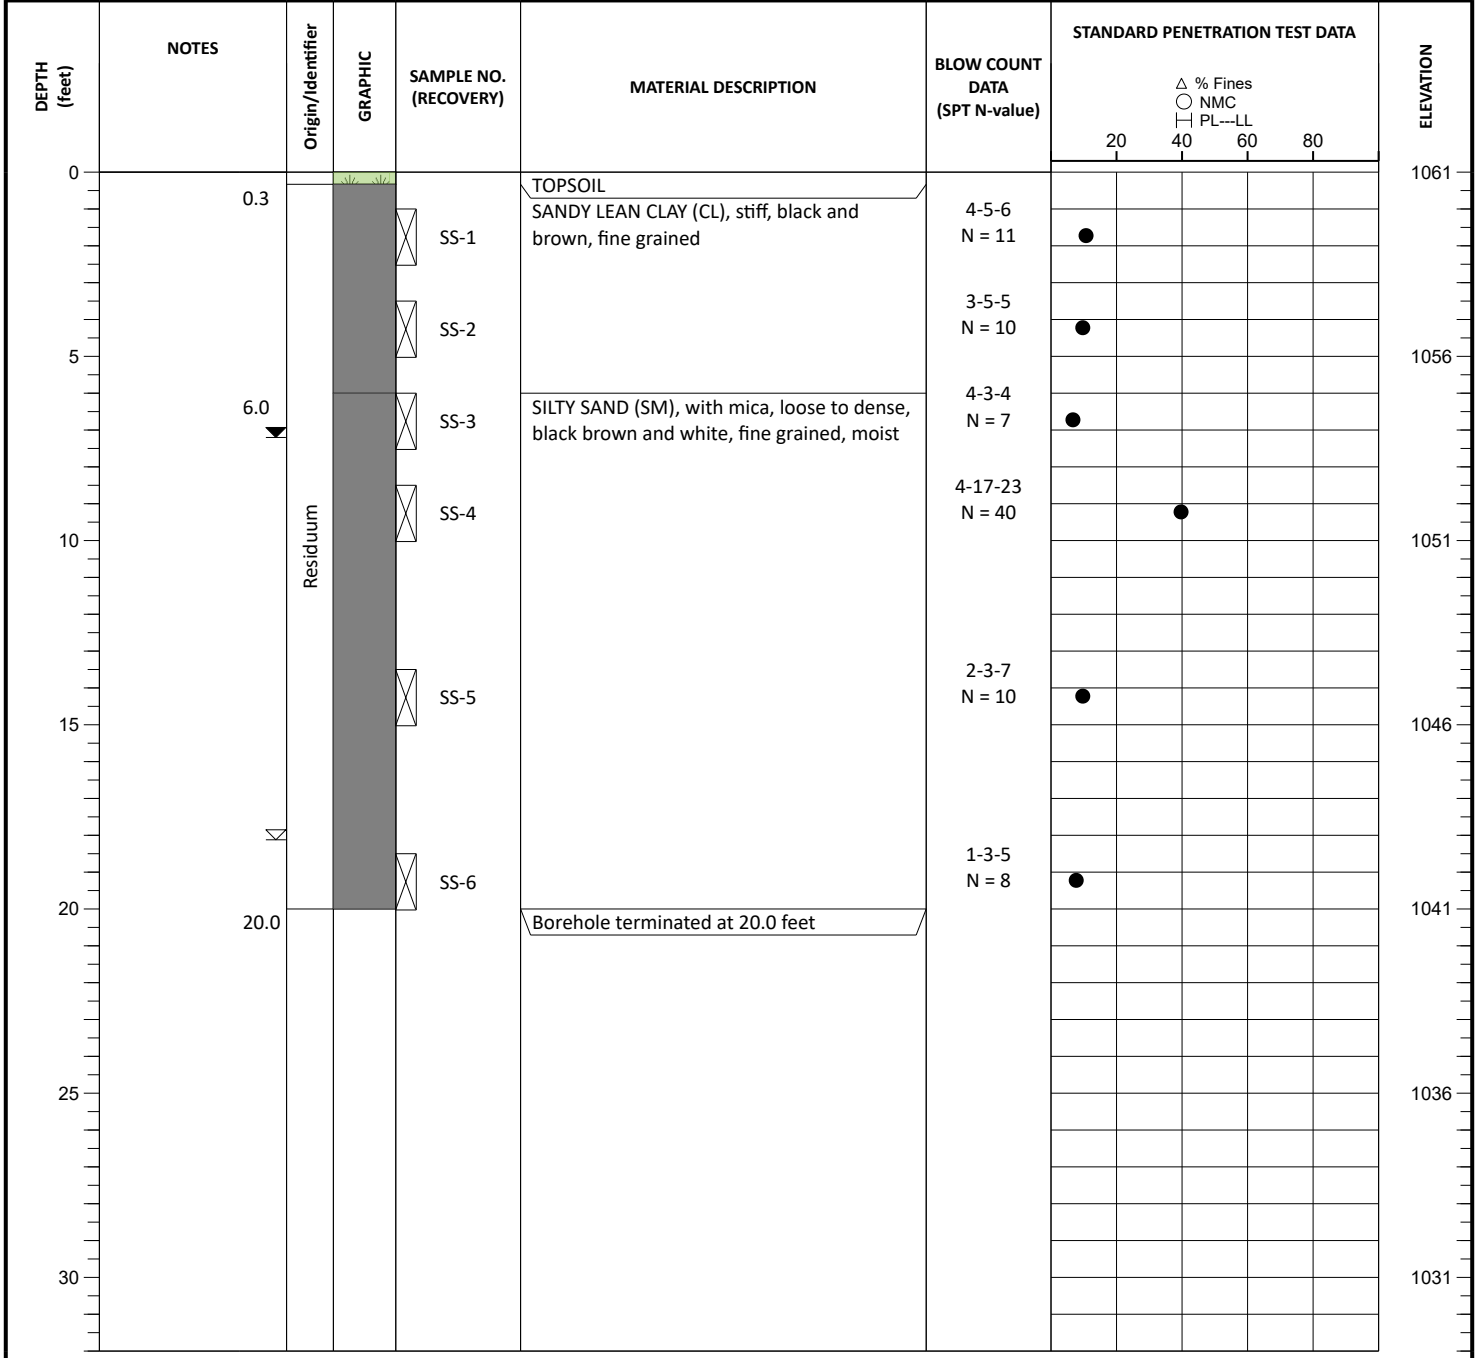 DEPTH
(feet)
NOTES
Origin/Identifier
GRAPHIC
SAMPLE NO.
(RECOVERY)
MATERIAL DESCRIPTION
BLOW COUNT
DATA
(SPT N-value)
STANDARD PENETRATION TEST DATA
% Fines
NMC
PL---LL
20 40 60 80
ELEVATION
0
1061
TOPSOIL
0.3
SANDY LEAN CLAY (CL), stiff, black and
brown, fine grained
SS-1
4-5-6
N = 11
SS-2
3-5-5
N = 10
5
1056
6.0
SILTY SAND (SM), with mica, loose to dense,
black brown and white, fine grained, moist
SS-3
4-3-4
N = 7
SS-4
4-17-23
N = 40
10
1051
Residuum
SS-5
2-3-7
N = 10
15
1046
SS-6
1-3-5
N = 8
20
1041
20.0
Borehole terminated at 20.0 feet
25
1036
30
1031